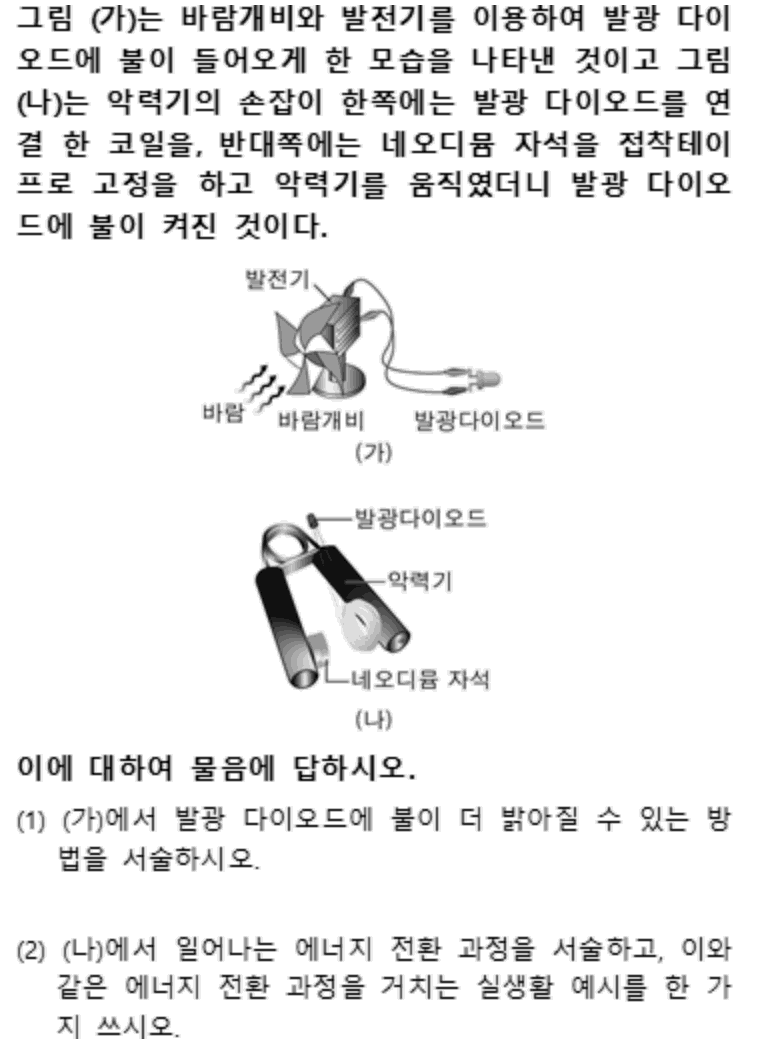 그림 (가)는 바람개비와 발전기를 이용하여 발광 다이
오드에 불이 들어오게 한 모습을 나타낸 것이고 그림
(나)는 악력기의 손잡이 한쪽에는 발광 다이오드를 연
결 한 코일을, 반대쪽에는 네오디뮴 자석을 접착테이
프로 고정을 하고 악력기를 움직였더니 발광 다이오
드에 불이 켜진 것이다.
발전기
바람
바람개비
발광다이오드
(가)
발광다이오드
악력기
네오디뮴 자석
(나)
이에 대하여 물음에 답하시오.
(1) (가)에서 발광 다이오드에 불이 더 밝아질 수 있는 방
법을 서술하시오.
(2) (나)에서 일어나는 에너지 전환 과정을 서술하고, 이와
같은 에너지 전환 과정을 거치는 실생활 예시를 한 가
지 쓰시오.